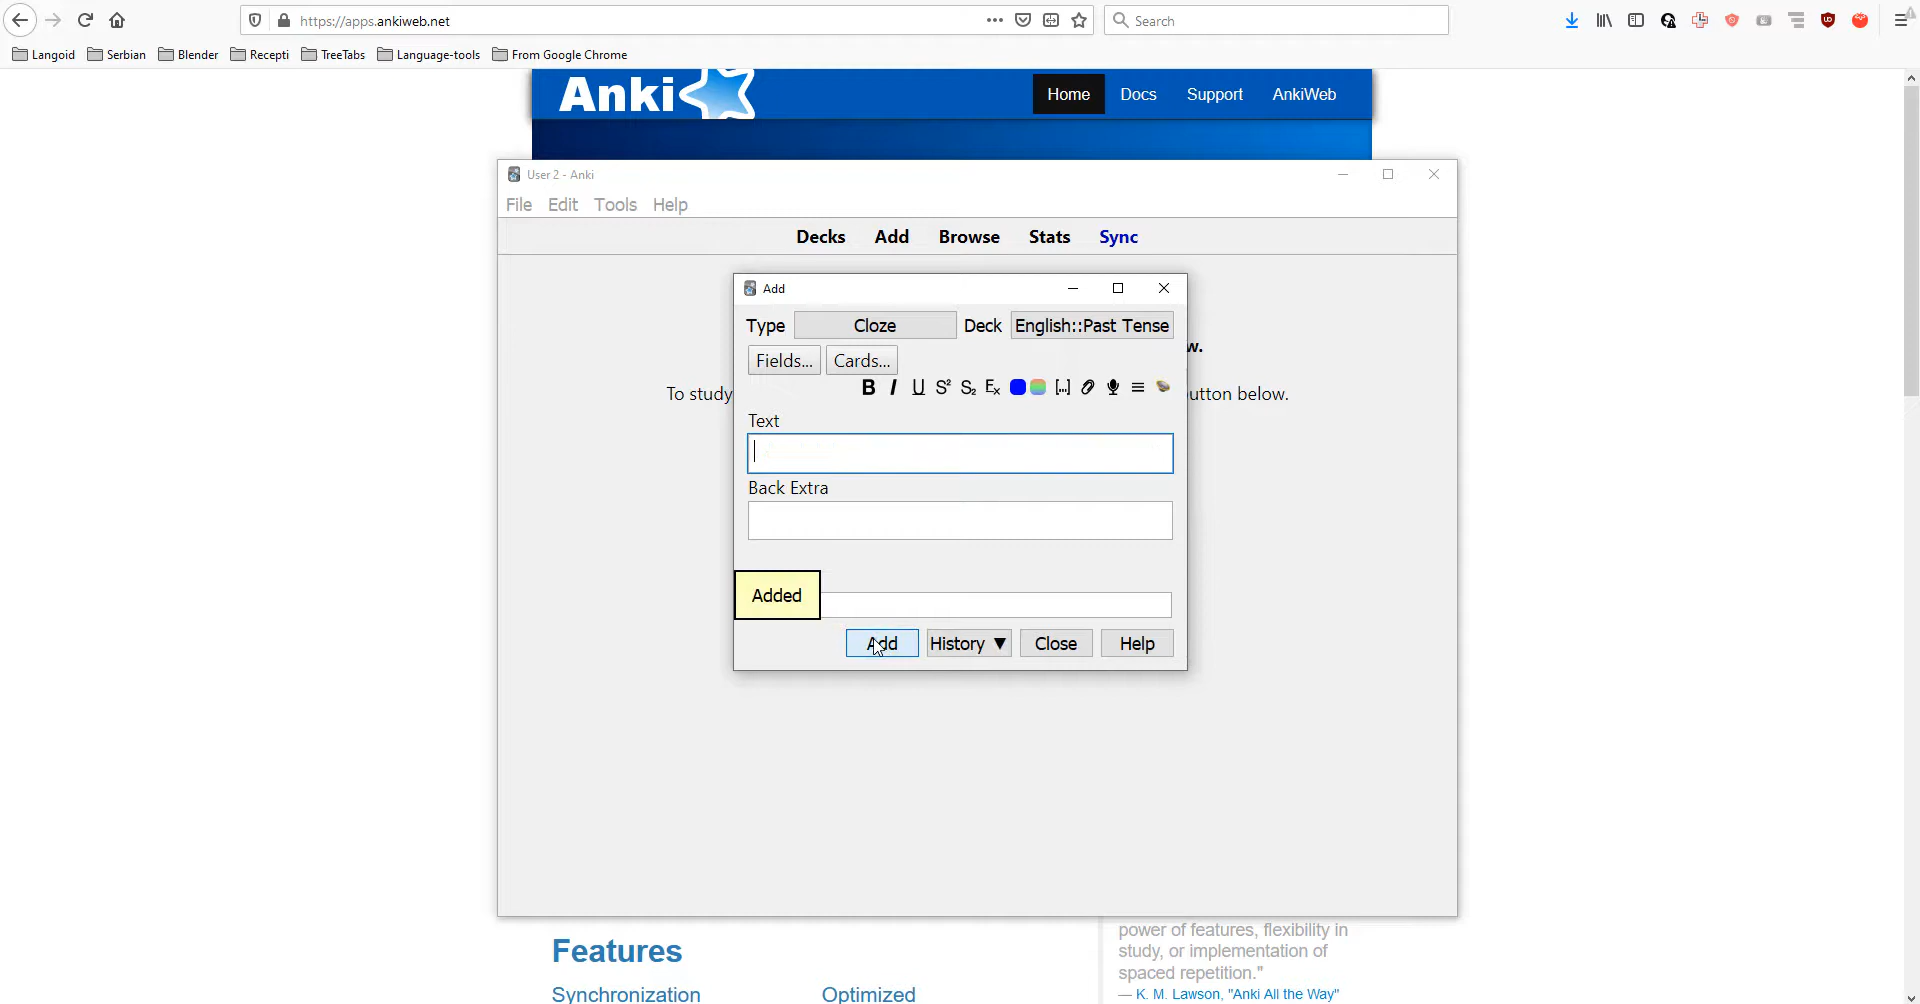 https://apps.ankiweb.net
Search
Langoid
Serbian
Blender
Recepti
TreeTabs
Language-tools
From Google Chrome
Anki
Home
Docs
Support
AnkiWeb
User 2 - Anki
File
Edit
Tools
Help
Decks
Add
Browse
Stats
Sync
Add
w.
Type
Cloze
Deck
English::Past Tense
Fields...
Cards...
To study
utton below.
Text
Back Extra
Added
Add
History ▼
Close
Help
Features
Synchronization
Optimized
power of features, flexibility in
study, or implementation of
spaced repetition."
— K. M. Lawson, "Anki All the Way"